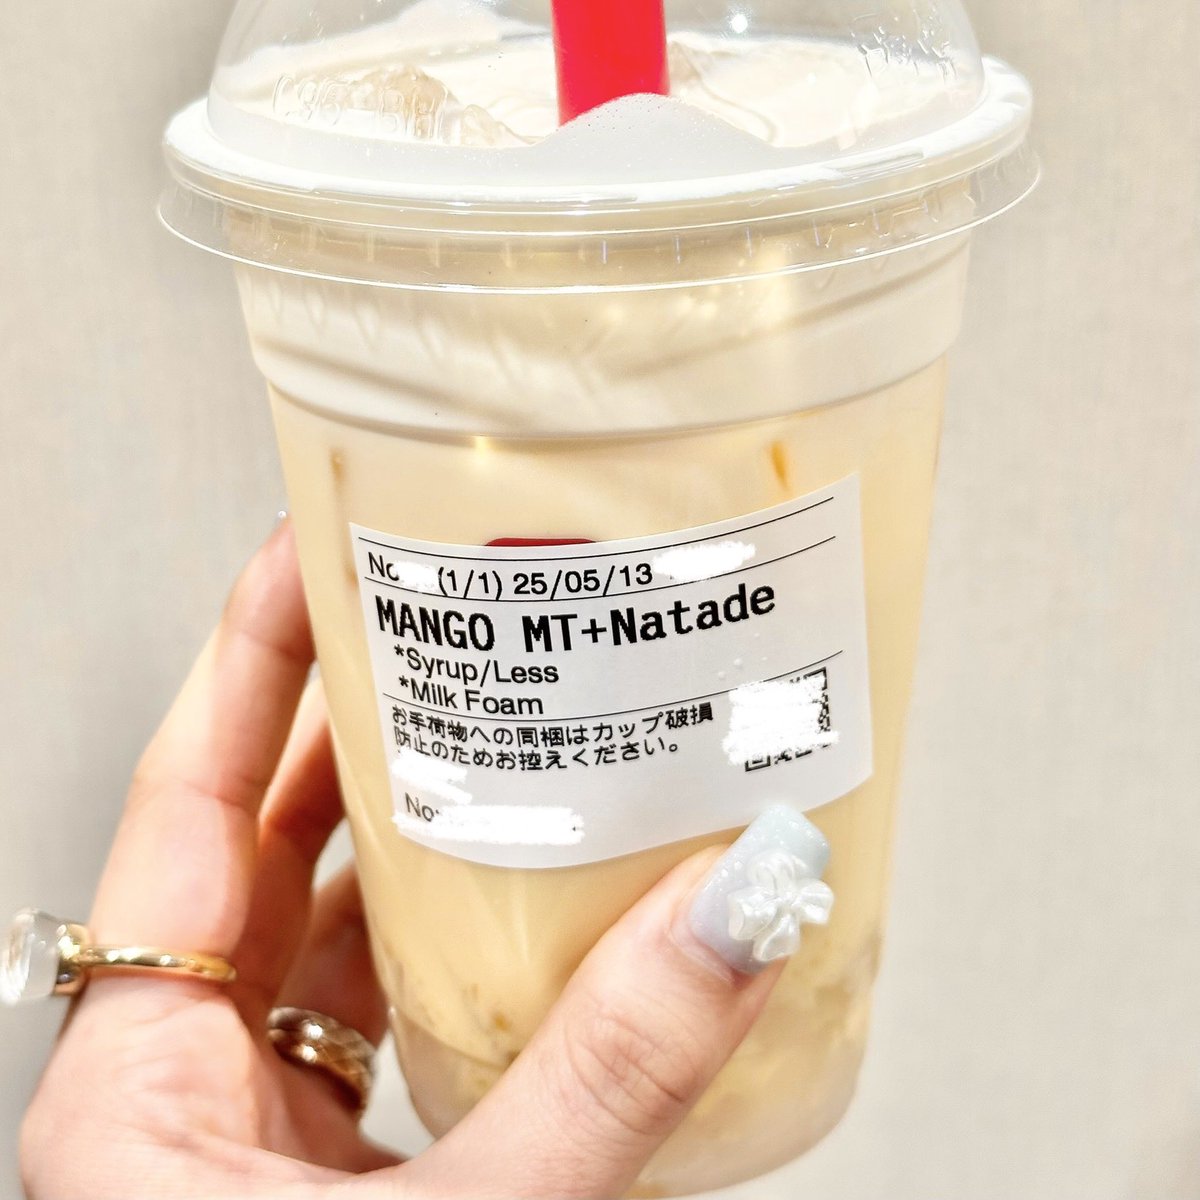 No (1/1) 25/05/13
MANGO MT+Natade
*Syrup/Less
*Milk Foam
お手荷物への同梱はカップ破損
防止のためお控えください。
No